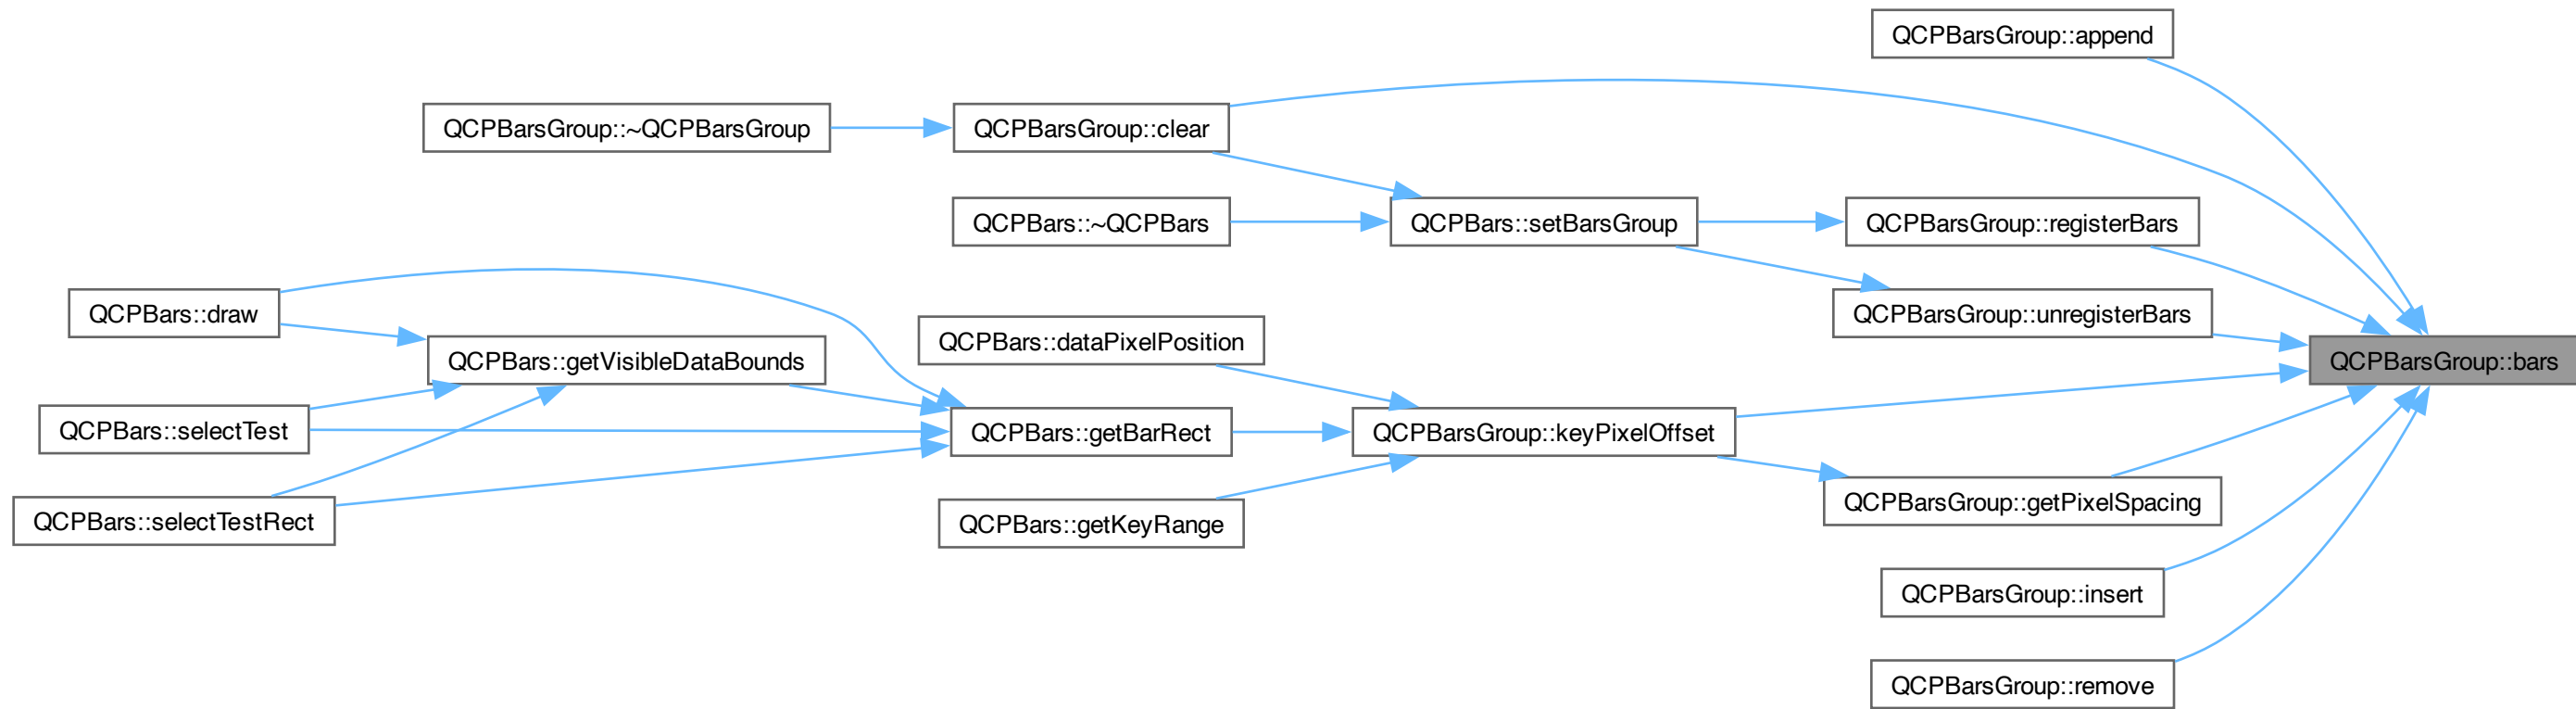 QCPBarsGroup::append
QCPBarsGroup::~QCPBarsGroup
QCPBarsGroup::clear
QCPBars::~QCPBars
QCPBars::setBarsGroup
QCPBarsGroup::registerBars
QCPBars::draw
QCPBars::dataPixelPosition
QCPBarsGroup::unregisterBars
QCPBars::getVisibleDataBounds
QCPBarsGroup::bars
QCPBars::selectTest
QCPBars::getBarRect
QCPBarsGroup::keyPixelOffset
QCPBars::selectTestRect
QCPBars::getKeyRange
QCPBarsGroup::getPixelSpacing
QCPBarsGroup::insert
QCPBarsGroup::remove